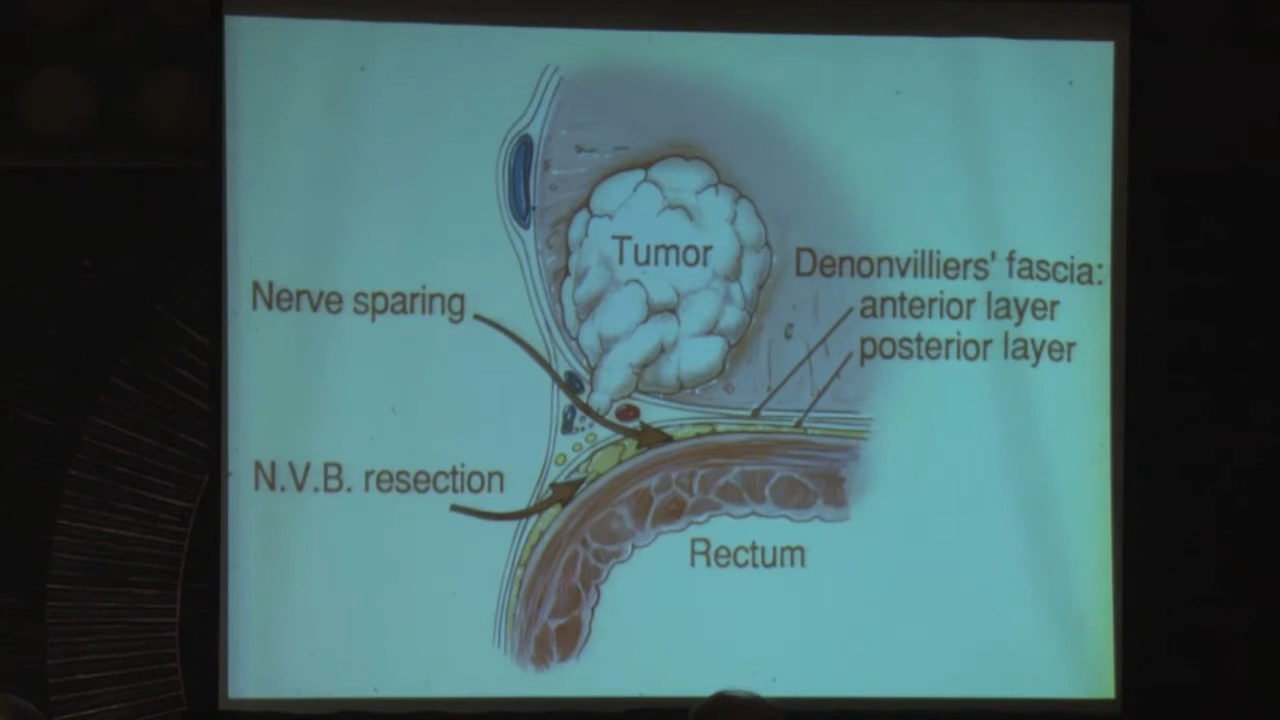 Tumor
Denonvilliers' fascia:
anterior layer
posterior layer
Nerve sparing
N.V.B. resection
Rectum